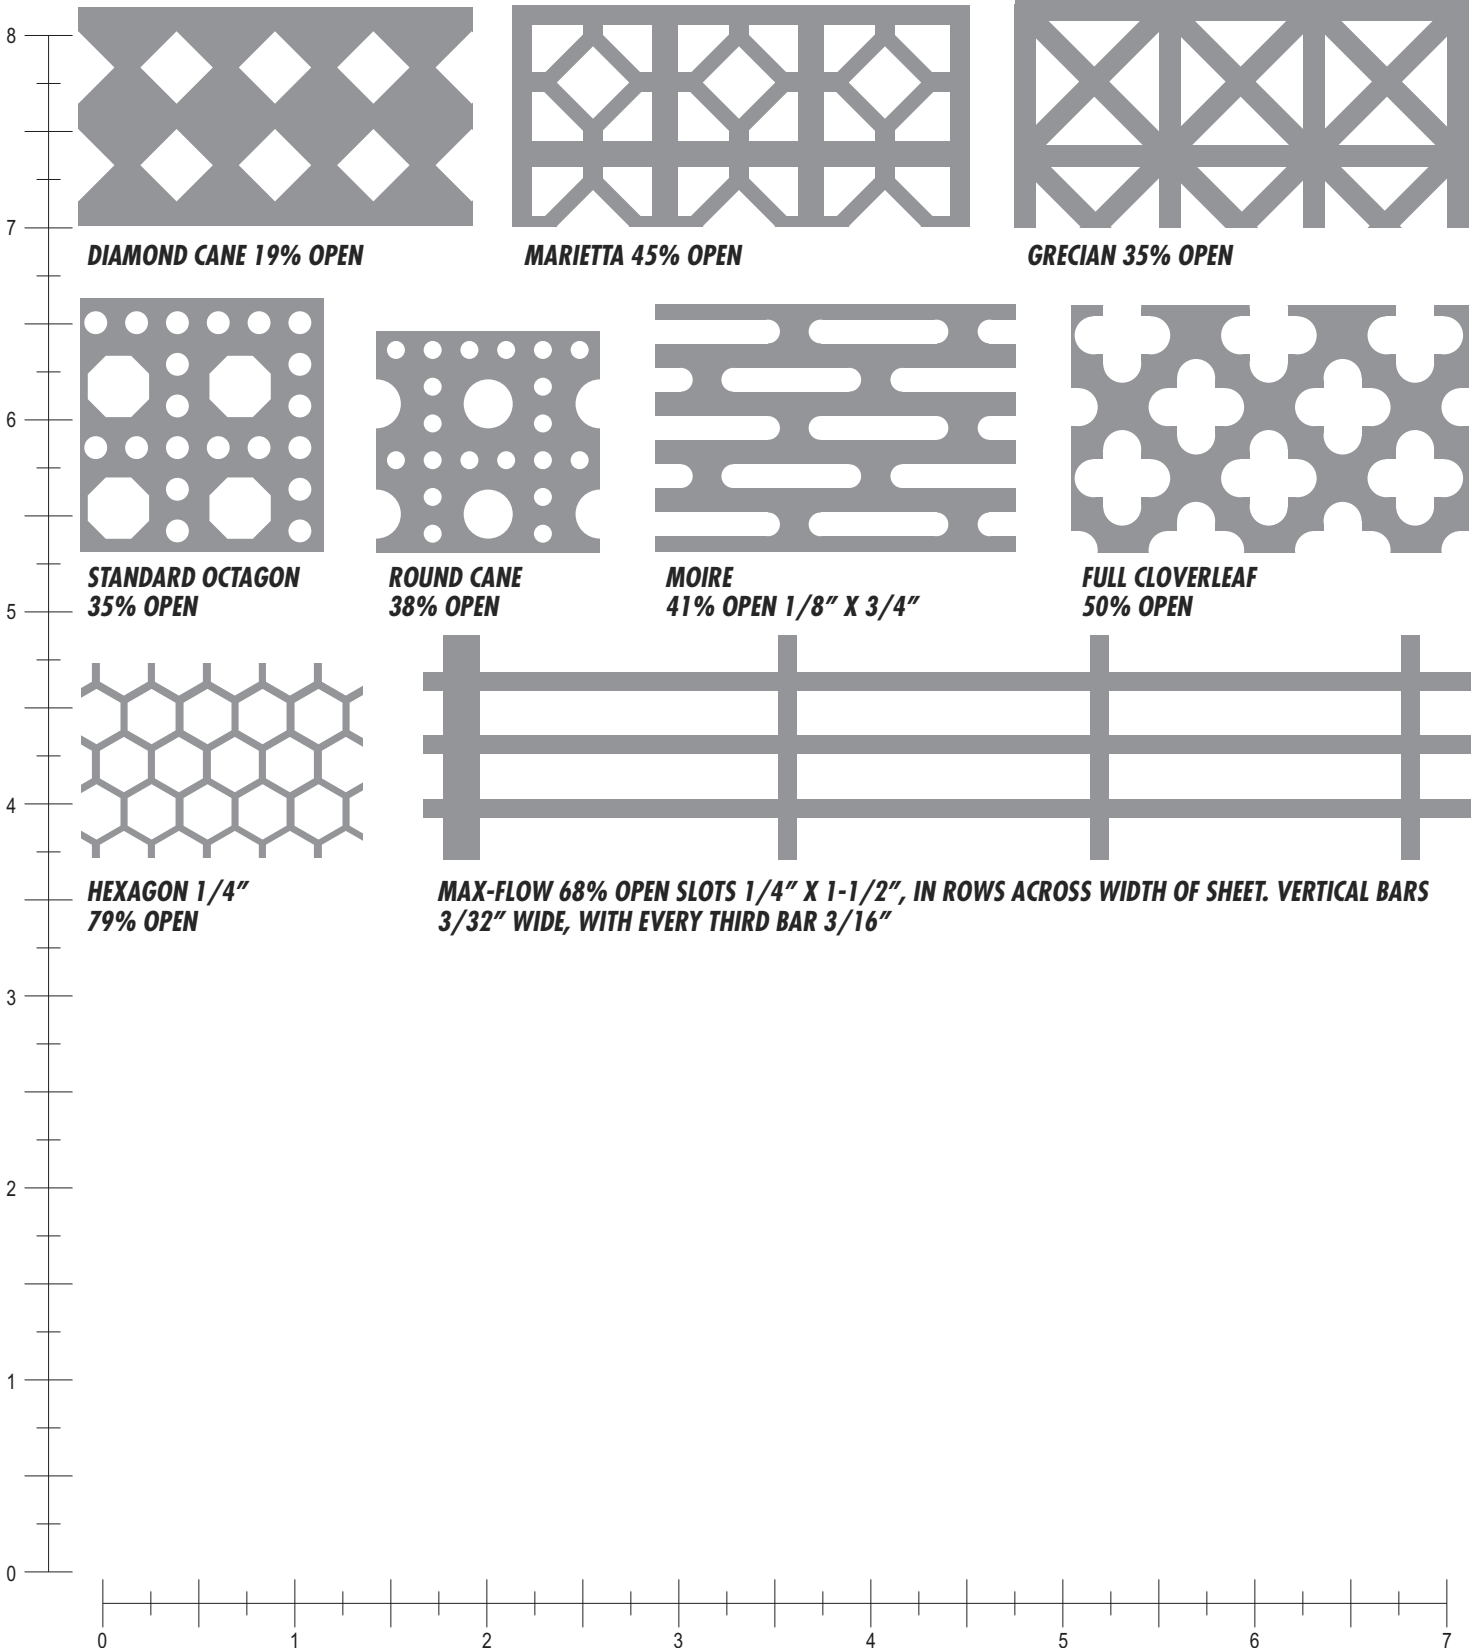 8
DIAMOND CANE 19% OPEN
MARIETTA 45% OPEN
GRECIAN 35% OPEN
7
6
STANDARD OCTAGON
35% OPEN
ROUND CANE
38% OPEN
MOIRE
41% OPEN 1/8” X 3/4”
FULL CLOVERLEAF
50% OPEN
5
4
HEXAGON 1/4”
79% OPEN
MAX-FLOW 68% OPEN SLOTS 1/4” X 1-1/2”, IN ROWS ACROSS WIDTH OF SHEET. VERTICAL BARS
3/32” WIDE, WITH EVERY THIRD BAR 3/16”
3
2
1
0
0 1 2 3 4 5 6 7